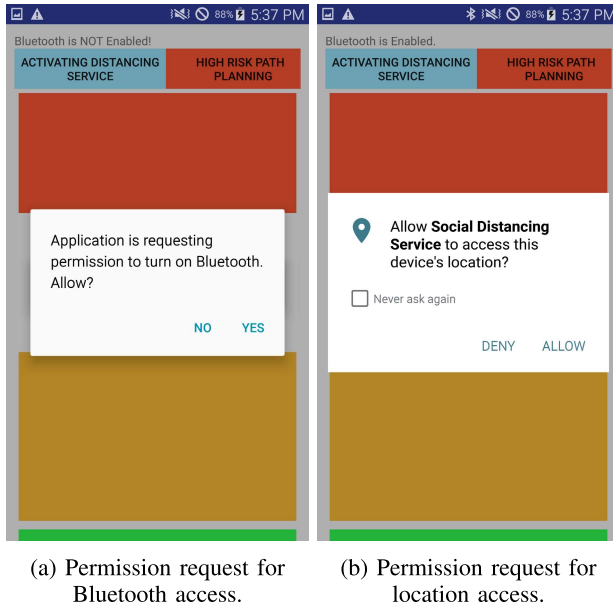 88% 5:37 PM
Bluetooth is NOT Enabled!
ACTIVATING DISTANCING
SERVICE
HIGH RISK PATH
PLANNING
Application is requesting
permission to turn on Bluetooth.
Allow?
NO YES
(a) Permission request for
Bluetooth access.
88% 5:37 PM
Bluetooth is Enabled.
ACTIVATING DISTANCING
SERVICE
HIGH RISK PATH
PLANNING
Allow Social Distancing
Service to access this
device's location?
Never ask again
DENY ALLOW
(b) Permission request for
location access.